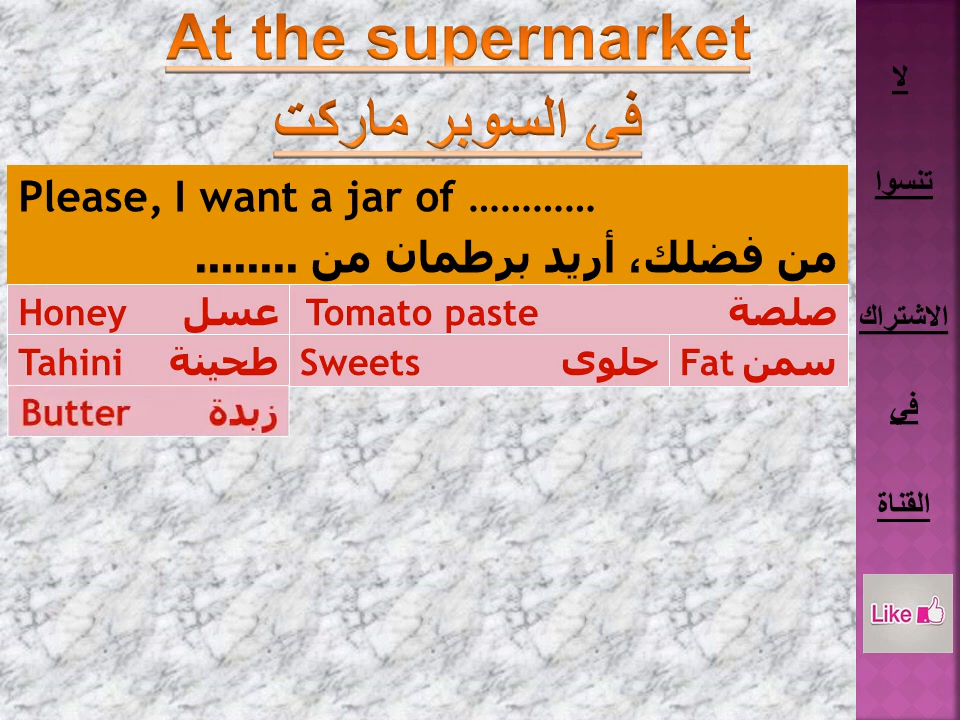 At the supermarket
فى السوبر ماركت
Please, I want a jar of …………
من فضلك، أريد برطمان من ........
Honey عسل
Tomato paste صلصة
Tahini طحينة
Sweets حلوى
Fat سمن
Butter زبدة
لا
تنسوا
الاشتراك
في
القناة
Like